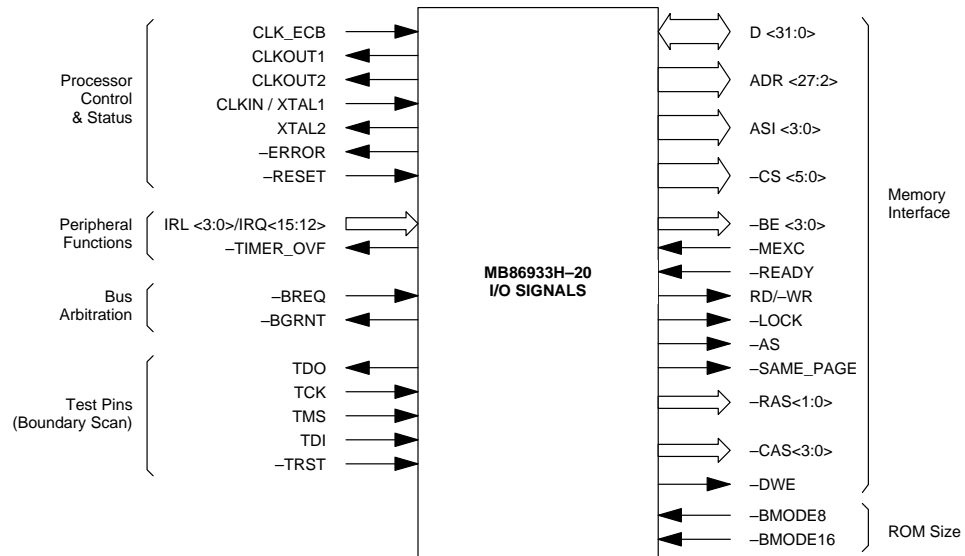 Processor
Control
& Status
CLK_ECB
CLKOUT1
CLKOUT2
CLKIN / XTAL1
XTAL2
–ERROR
–RESET
Peripheral
Functions
IRL <3:0>/IRQ<15:12>
–TIMER_OVF
Bus
Arbitration
–BREQ
–BGRNT
Test Pins
(Boundary Scan)
TDO
TCK
TMS
TDI
–TRST
MB86933H–20
I/O SIGNALS
D <31:0>
ADR <27:2>
ASI <3:0>
–CS <5:0>
–BE <3:0>
–MEXC
–READY
RD/–WR
–LOCK
–AS
–SAME_PAGE
–RAS<1:0>
–CAS<3:0>
–DWE
Memory
Interface
–BMODE8
–BMODE16
ROM Size